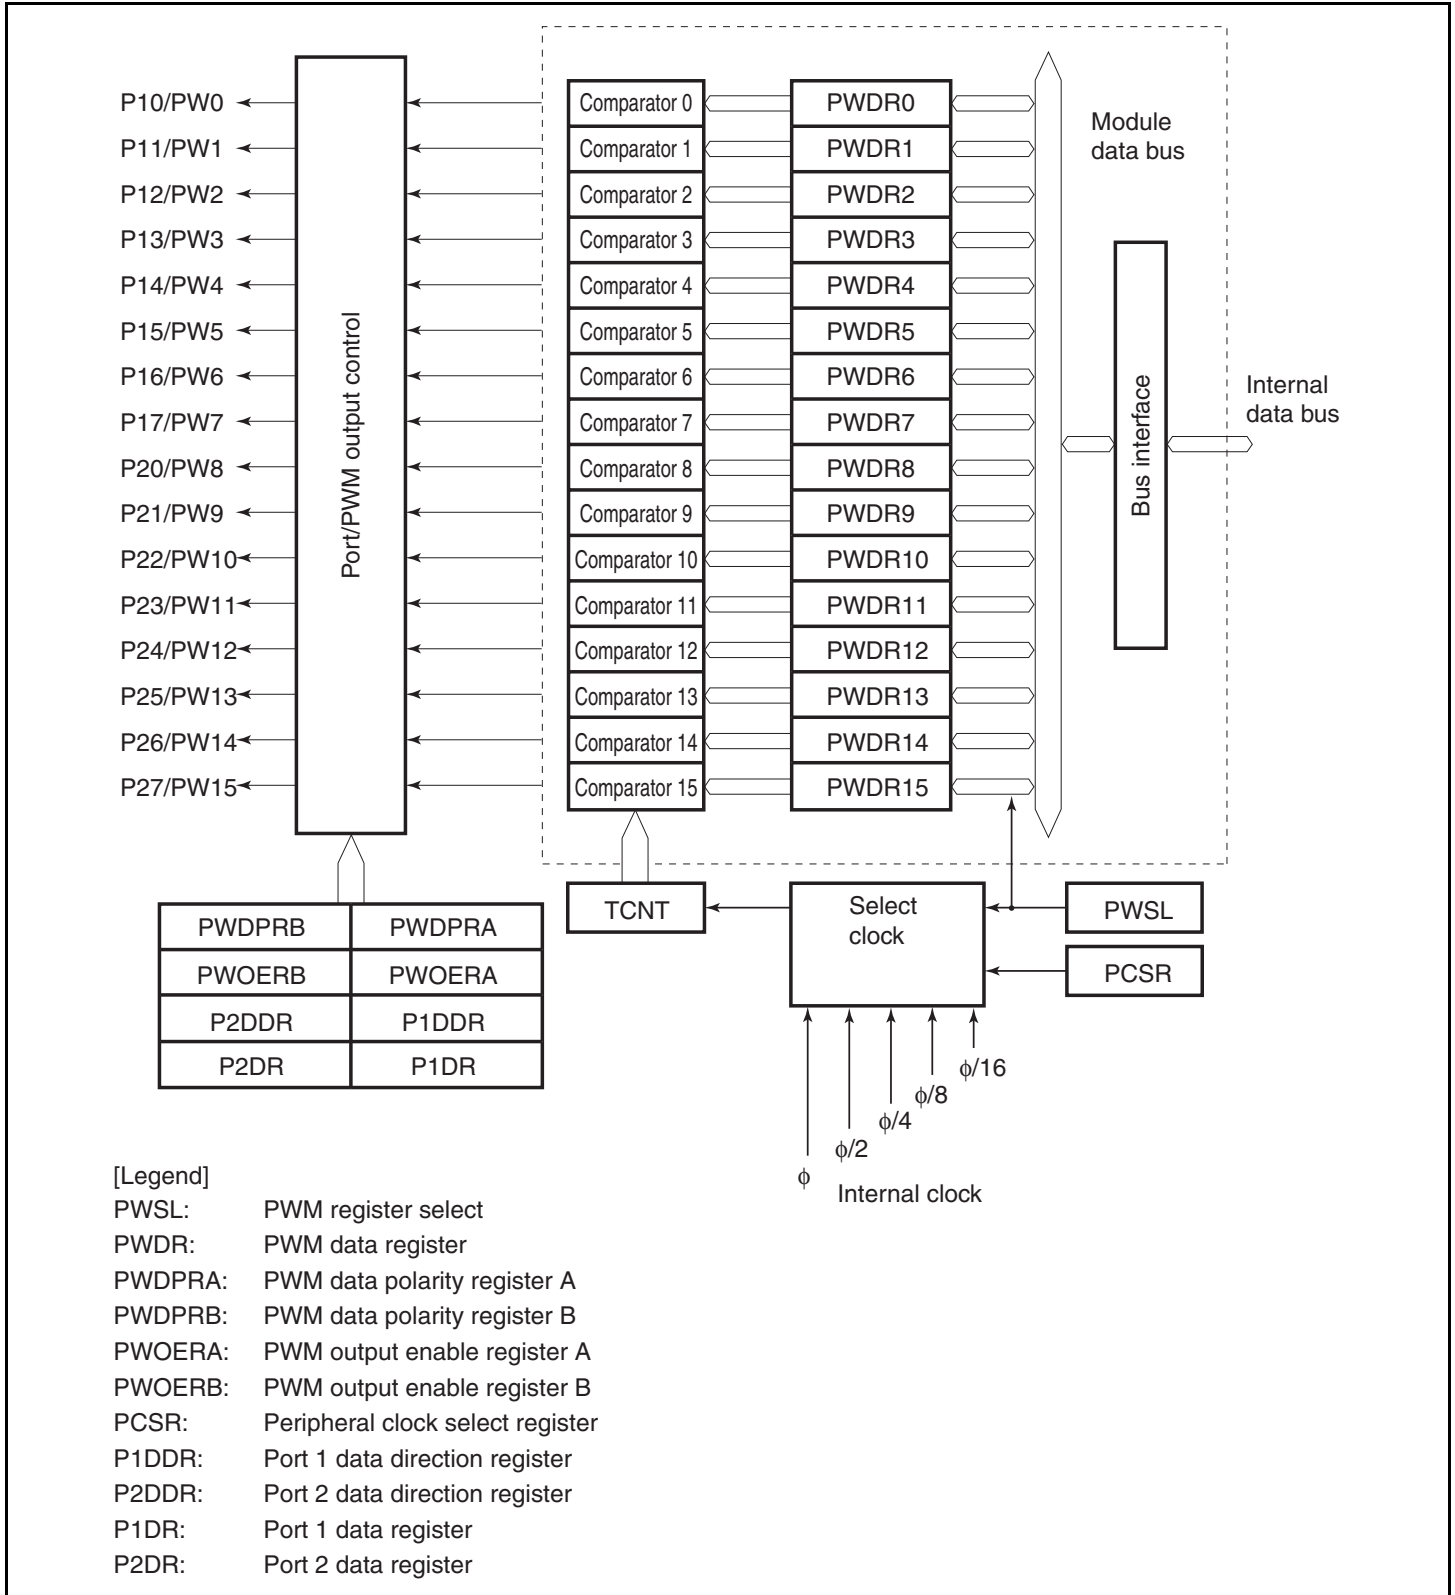 P10/PW0
P11/PW1
P12/PW2
P13/PW3
P14/PW4
P15/PW5
P16/PW6
P17/PW7
P20/PW8
P21/PW9
P22/PW10
P23/PW11
P24/PW12
P25/PW13
P26/PW14
P27/PW15
Port/PWM output control
Comparator 0
Comparator 1
Comparator 2
Comparator 3
Comparator 4
Comparator 5
Comparator 6
Comparator 7
Comparator 8
Comparator 9
Comparator 10
Comparator 11
Comparator 12
Comparator 13
Comparator 14
Comparator 15
PWDR0
PWDR1
PWDR2
PWDR3
PWDR4
PWDR5
PWDR6
PWDR7
PWDR8
PWDR9
PWDR10
PWDR11
PWDR12
PWDR13
PWDR14
PWDR15
Module
data bus
Bus interface
Internal
data bus
PWDPRB PWDPRA
PWOERB PWOERA
P2DDR P1DDR
P2DR P1DR
TCNT
Select
clock
PWSL
PCSR
ϕ/16
ϕ/8
ϕ/4
ϕ/2
ϕ
Internal clock
[Legend]
PWSL: PWM register select
PWDR: PWM data register
PWDPRA: PWM data polarity register A
PWDPRB: PWM data polarity register B
PWOERA: PWM output enable register A
PWOERB: PWM output enable register B
PCSR: Peripheral clock select register
P1DDR: Port 1 data direction register
P2DDR: Port 2 data direction register
P1DR: Port 1 data register
P2DR: Port 2 data register